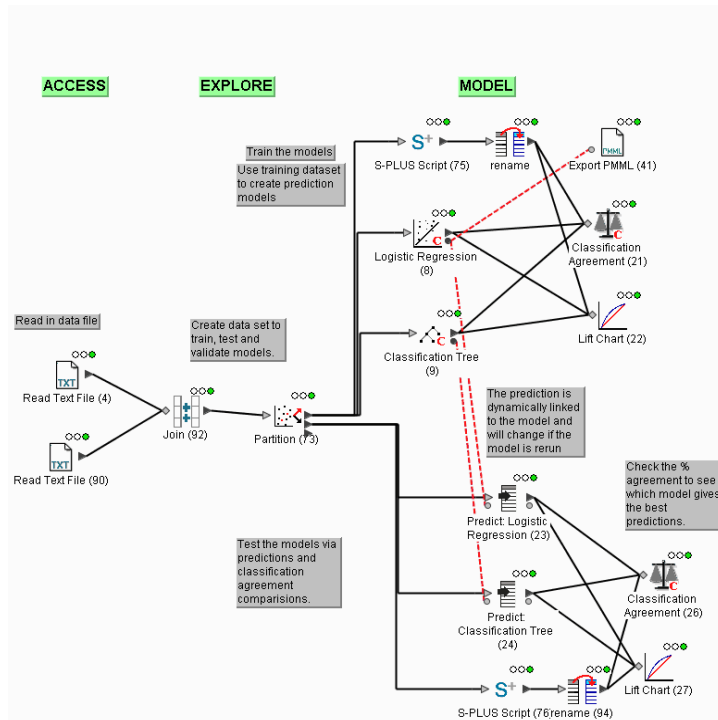 ACCESS
EXPLORE
MODEL
Train the models
Use training dataset
to create prediction
models
S-PLUS Script (75)
rename
PMML
Export PMML (41)
C
Logistic Regression
(8)
C
Classification
Agreement (21)
Read in data file
Create data set to
train, test and
validate models.
C
Classification Tree
(9)
Lift Chart (22)
TXT
Read Text File (4)
Join (92)
Partition (73)
The prediction is
dynamically linked
to the model and
will change if the
model is rerun
TXT
Read Text File (90)
Check the %
agreement to see
which model gives
the best
predictions.
Predict: Logistic
Regression (23)
Test the models via
predictions and
classification
agreement
comparisions.
C
Classification
Agreement (26)
Predict:
Classification Tree
(24)
S+
S-PLUS Script (76)
rename (94)
Lift Chart (27)
S+